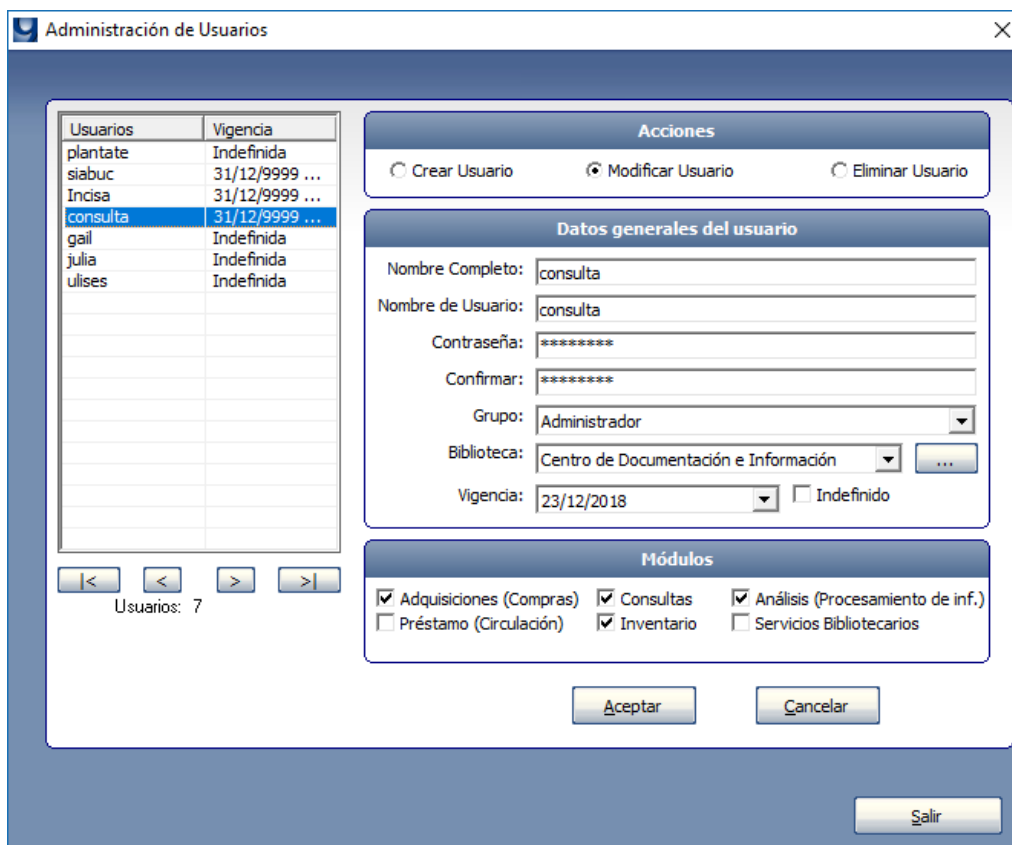 Administración de Usuarios
Usuarios Vigencia
plantate Indefinida
siabuc 31/12/9999 ...
Incisa 31/12/9999 ...
consulta 31/12/9999 ...
gail Indefinida
julia Indefinida
ulises Indefinida
|< < > >|
Usuarios: 7
Acciones
Crear Usuario Modificar Usuario Eliminar Usuario
Datos generales del usuario
Nombre Completo: consulta
Nombre de Usuario: consulta
Contraseña: ********
Confirmar: ********
Grupo: Administrador
Biblioteca: Centro de Documentación e Información ...
Vigencia: 23/12/2018 Indefinido
Módulos
Adquisiciones (Compras) Consultas Análisis (Procesamiento de inf.)
Préstamo (Circulación) Inventario Servicios Bibliotecarios
Aceptar Cancelar
Salir